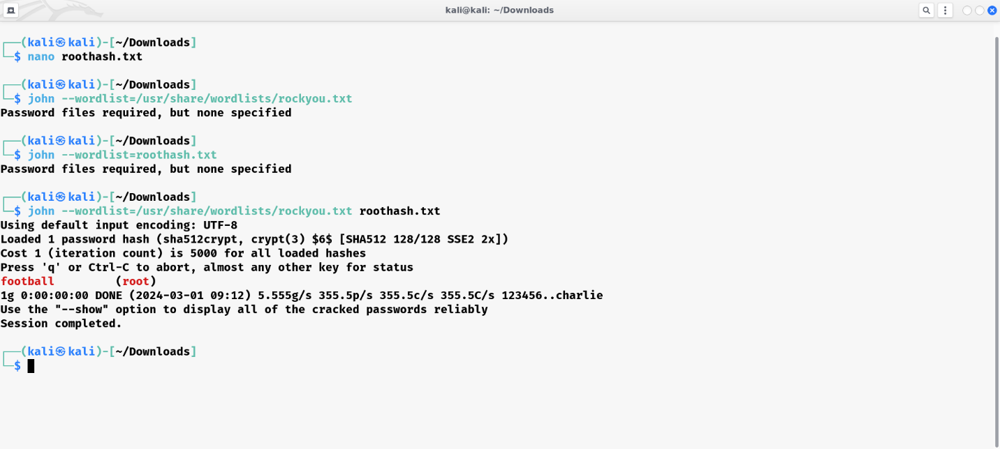 kali@kali: ~/Downloads
┌──(kali㉿kali)-[~/Downloads]
└─$ nano roothash.txt
┌──(kali㉿kali)-[~/Downloads]
└─$ john --wordlist=/usr/share/wordlists/rockyou.txt
Password files required, but none specified
┌──(kali㉿kali)-[~/Downloads]
└─$ john --wordlist=roothash.txt
Password files required, but none specified
┌──(kali㉿kali)-[~/Downloads]
└─$ john --wordlist=/usr/share/wordlists/rockyou.txt roothash.txt
Using default input encoding: UTF-8
Loaded 1 password hash (sha512crypt, crypt(3) $6$ [SHA512 128/128 SSE2 2x])
Cost 1 (iteration count) is 5000 for all loaded hashes
Press 'q' or Ctrl-C to abort, almost any other key for status
football         (root)
1g 0:00:00:00 DONE (2024-03-01 09:12) 5.555g/s 355.5p/s 355.5c/s 355.5C/s 123456..charlie
Use the "--show" option to display all of the cracked passwords reliably
Session completed.
┌──(kali㉿kali)-[~/Downloads]
└─$